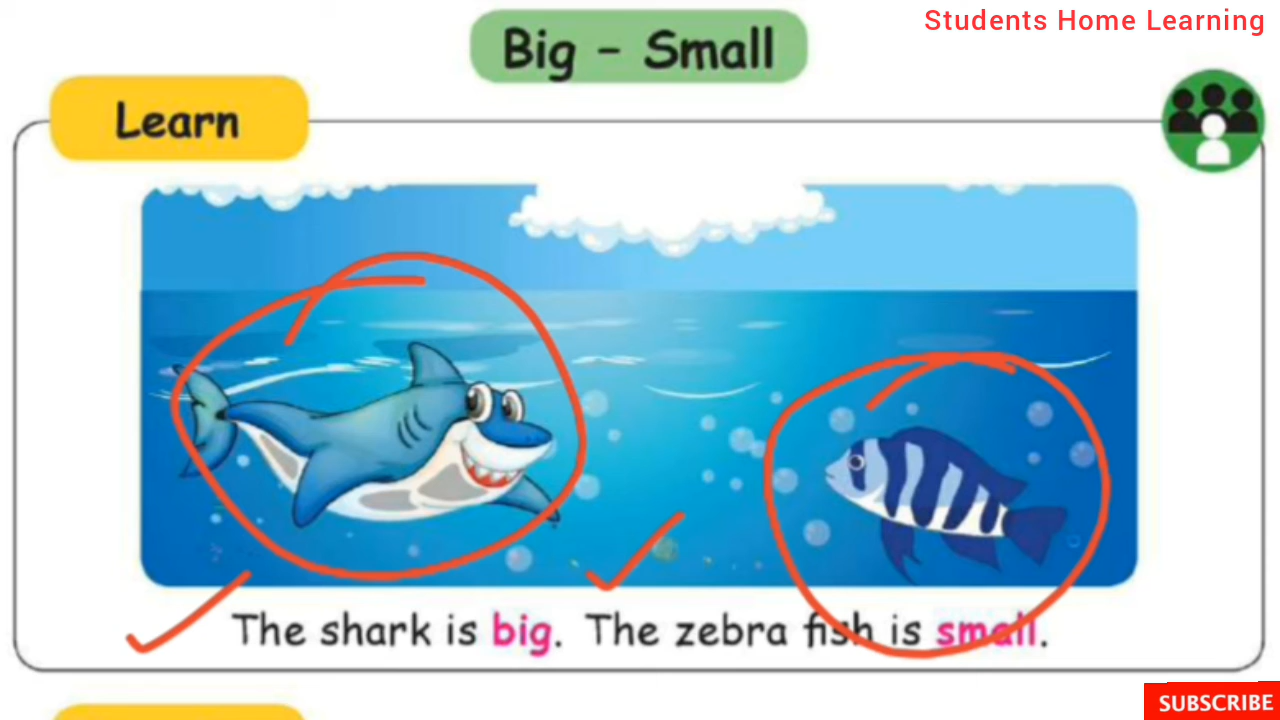 Students Home Learning
Big – Small
Learn
The shark is big. The zebra fish is small.
SUBSCRIBE